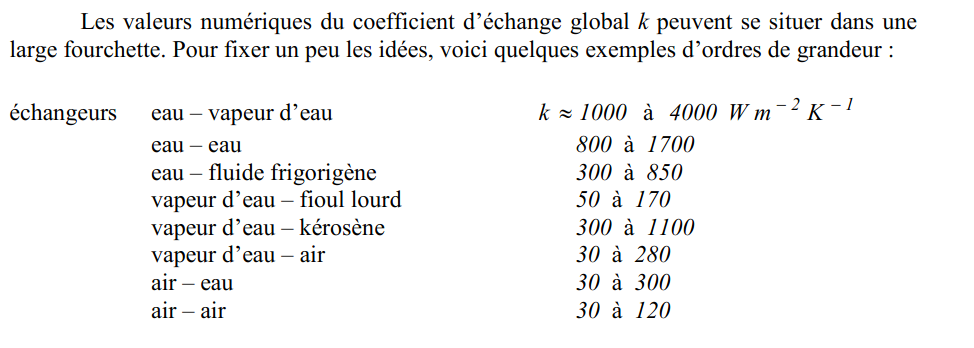 Les valeurs numériques du coefficient d’échange global k peuvent se situer dans une
large fourchette. Pour fixer un peu les idées, voici quelques exemples d’ordres de grandeur :
échangeurs eau – vapeur d’eau k ≈ 1000 à 4000 W m⁻² K⁻¹
eau – eau 800 à 1700
eau – fluide frigorigène 300 à 850
vapeur d’eau – fioul lourd 50 à 170
vapeur d’eau – kérosène 300 à 1100
vapeur d’eau – air 30 à 280
air – eau 30 à 300
air – air 30 à 120